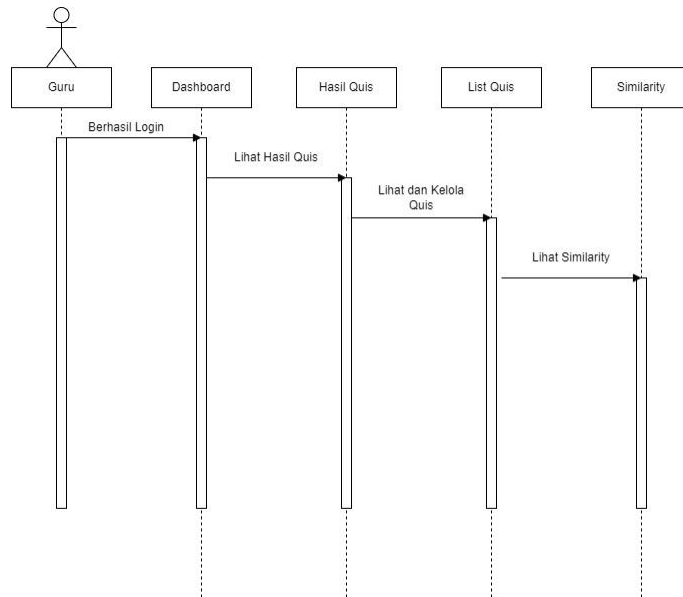 Guru
Dashboard
Hasil Quis
List Quis
Similarity
Berhasil Login
Lihat Hasil Quis
Lihat dan Kelola
Quis
Lihat Similarity